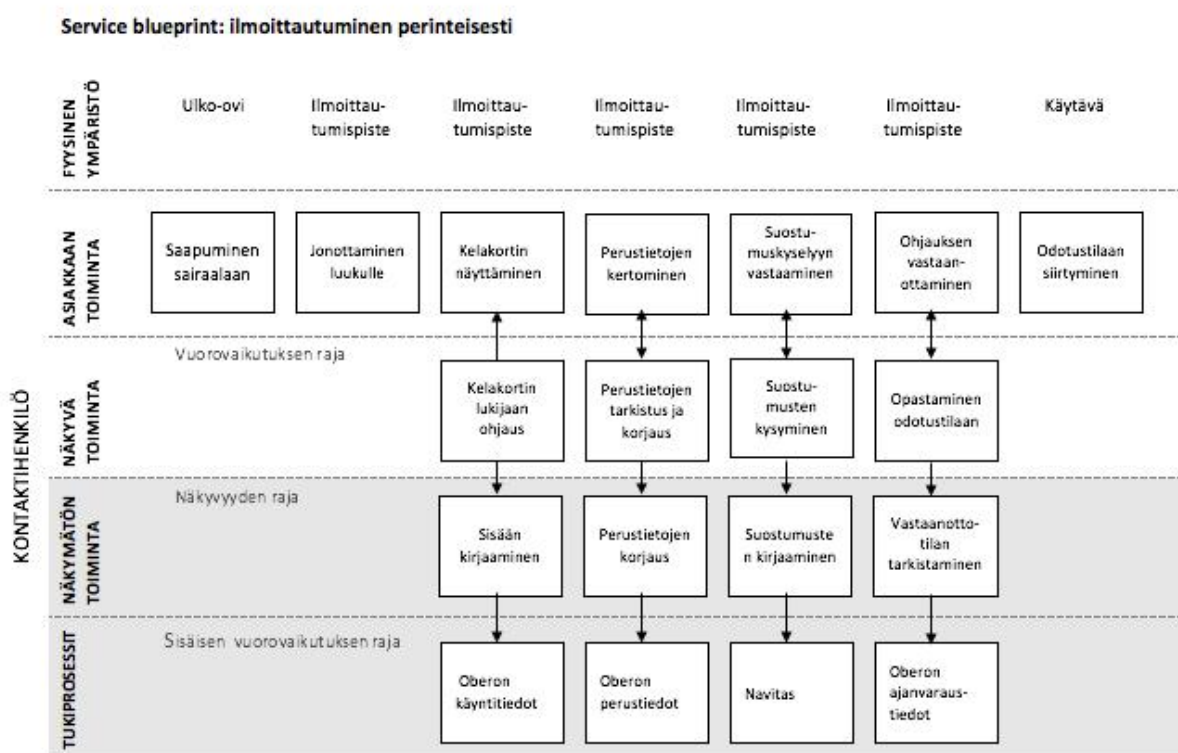 Service blueprint: ilmoittautuminen perinteisesti
FYYSINEN
YMPÄRISTÖ
Ulko-ovi
Ilmoittau-
tumispiste
Ilmoittau-
tumispiste
Ilmoittau-
tumispiste
Ilmoittau-
tumispiste
Ilmoittau-
tumispiste
Käytävä
ASIAKKAAN
TOIMINTA
Saapuminen
sairaalaan
Jonottaminen
luukulle
Kelakortin
näyttäminen
Perustietojen
kertominen
Suostu-
muskyselyyn
vastaaminen
Ohjauksen
vastaan-
ottaminen
Odotustilaan
siirtyminen
Vuorovaikutuksen raja
KONTAKTIHENKILÖ
NÄKYVÄ
TOIMINTA
Kelakortin
lukijaan
ohjaus
Perustietojen
tarkistus ja
korjaus
Suostu-
musten
kysyminen
Opastaminen
odotustilaan
Näkyvyyden raja
NÄKYMÄTÖN
TOIMINTA
Sisään
kirjaaminen
Perustietojen
korjaus
Suostumuste
n kirjaaminen
Vastaanotto-
tilan
tarkistaminen
Sisäisen vuorovaikutuksen raja
TUKIPROSESSIT
Oberon
käyntitiedot
Oberon
perustiedot
Navitas
Oberon
ajanvaraus-
tiedot